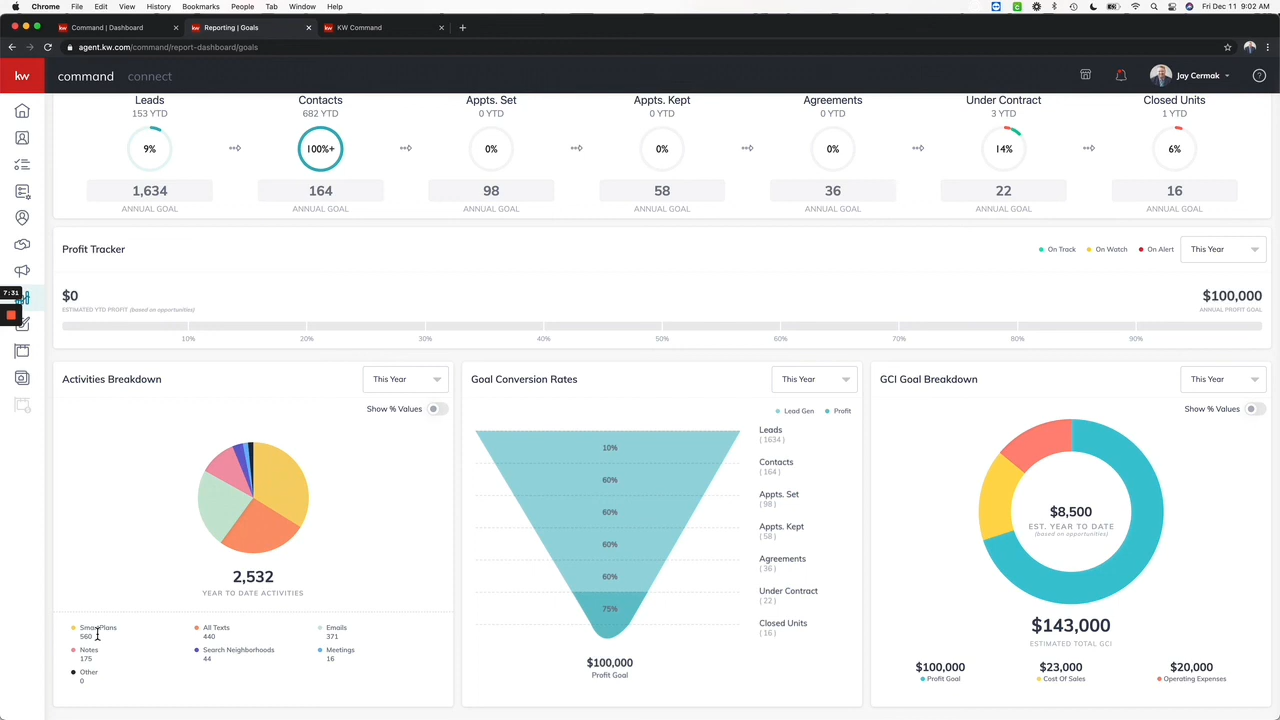 Chrome File Edit View History Bookmarks People Tab Window Help Fri Dec 11 9:02 AM
Command | Dashboard Reporting | Goals KW Command
agent.kw.com/command/report-dashboard/goals
kw command connect Jay Cermak
Leads Contacts Appts. Set Appts. Kept Agreements Under Contract Closed Units
153 YTD 682 YTD 0 YTD 0 YTD 0 YTD 3 YTD 1 YTD
9% 100%+ 0% 0% 0% 14% 6%
1,634 164 98 58 36 22 16
ANNUAL GOAL ANNUAL GOAL ANNUAL GOAL ANNUAL GOAL ANNUAL GOAL ANNUAL GOAL ANNUAL GOAL
Profit Tracker On Track On Watch On Alert This Year
7:31
$0 $100,000
ESTIMATED YTD PROFIT (based on opportunities) ANNUAL PROFIT GOAL
10% 20% 30% 40% 50% 60% 70% 80% 90%
Activities Breakdown This Year
Show % Values
2,532
YEAR TO DATE ACTIVITIES
SmartPlans All Texts Emails
560 440 371
Notes Search Neighborhoods Meetings
175 44 16
Other
0
Goal Conversion Rates This Year
Lead Gen Profit
Leads
( 1634 )
10%
Contacts
( 164 )
60%
Appts. Set
( 98 )
60%
Appts. Kept
( 58 )
60%
Agreements
( 36 )
60%
Under Contract
( 22 )
75%
Closed Units
( 16 )
$100,000
Profit Goal
GCI Goal Breakdown This Year
Show % Values
$8,500
EST. YEAR TO DATE
(based on opportunities)
$143,000
ESTIMATED TOTAL GCI
$100,000 $23,000 $20,000
Profit Goal Cost Of Sales Operating Expenses